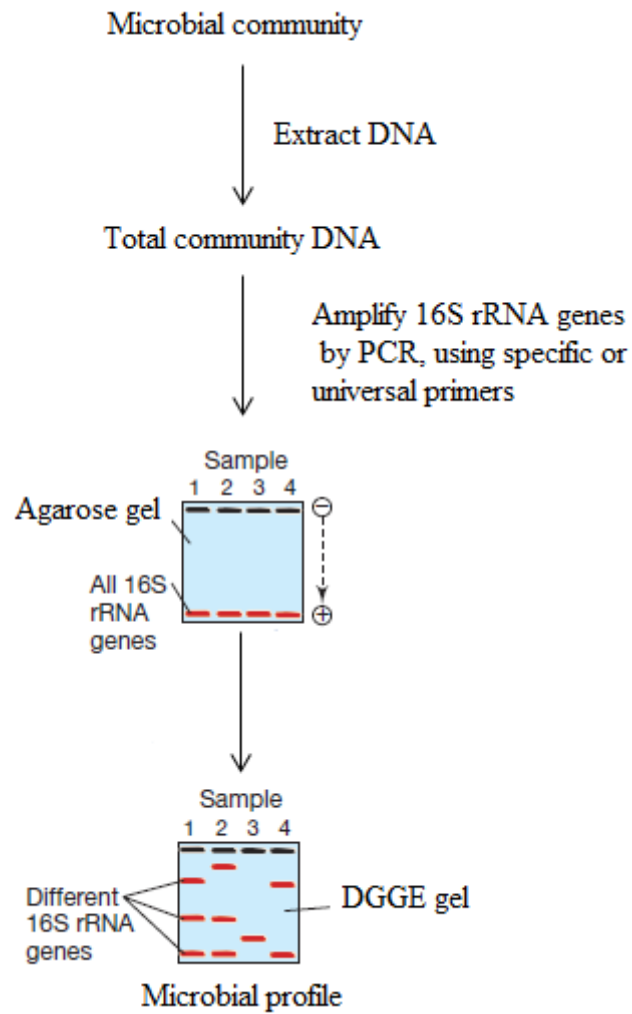 Microbial community
Extract DNA
Total community DNA
Amplify 16S rRNA genes
by PCR, using specific or
universal primers
Sample
1 2 3 4
Agarose gel
−
All 16S
rRNA
genes
+
Sample
1 2 3 4
Different
16S rRNA
genes
DGGE gel
Microbial profile